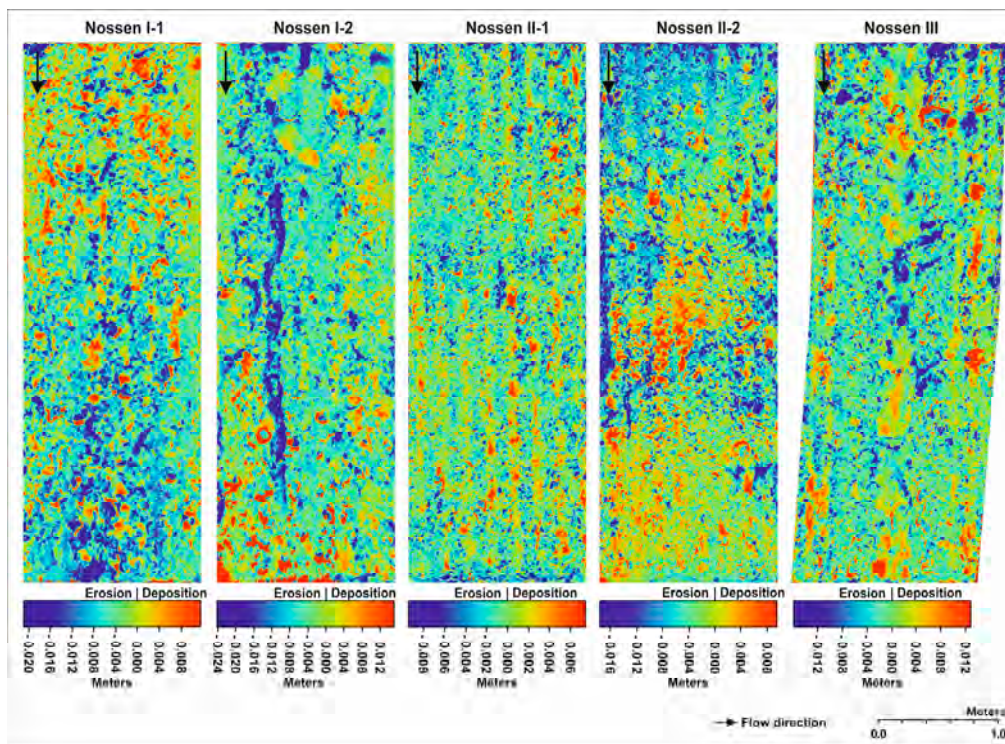 Nossen I-1 Nossen I-2 Nossen II-1 Nossen II-2 Nossen III
Erosion | Deposition Erosion | Deposition Erosion | Deposition Erosion | Deposition Erosion | Deposition
-0.020 -0.016 -0.012 -0.008 -0.004 0.000 0.004 0.008
-0.024 -0.020 -0.016 -0.012 -0.008 -0.004 0.000 0.004 0.008 0.012
-0.008 -0.006 -0.004 -0.002 0.000 0.002 0.004 0.006
-0.016 -0.012 -0.008 -0.004 0.000 0.004 0.008
-0.012 -0.008 -0.004 0.000 0.004 0.008 0.012
Meters Meters Meters Meters Meters
Meters
Flow direction
0.0 1.0